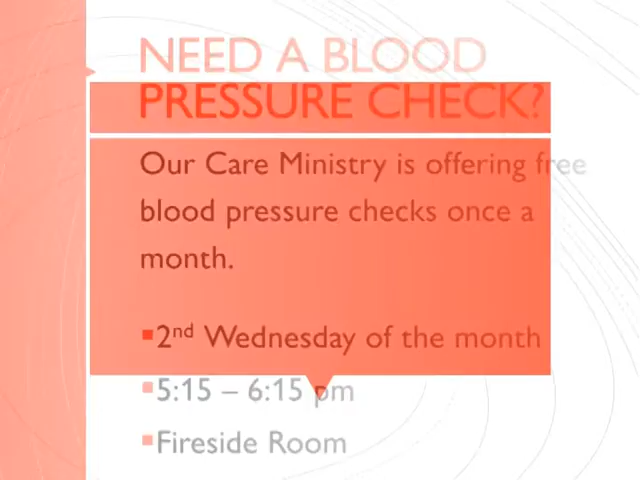 NEED A BLOOD
PRESSURE CHECK?
Our Care Ministry is offering free
blood pressure checks once a
month.
2nd Wednesday of the month
5:15 – 6:15 pm
Fireside Room